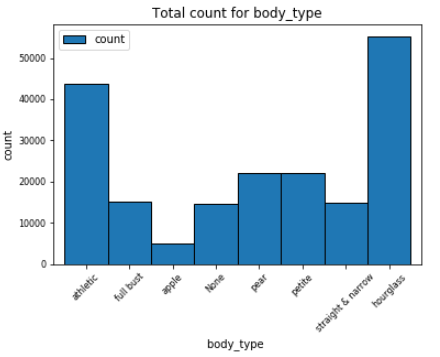 Total count for body_type
count
count
50000
40000
30000
20000
10000
0
athletic
full bust
apple
None
pear
petite
straight & narrow
hourglass
body_type